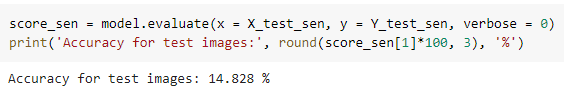 score_sen = model.evaluate(x = X_test_sen, y = Y_test_sen, verbose = 0)
print('Accuracy for test images:', round(score_sen[1]*100, 3), '%')
Accuracy for test images: 14.828 %